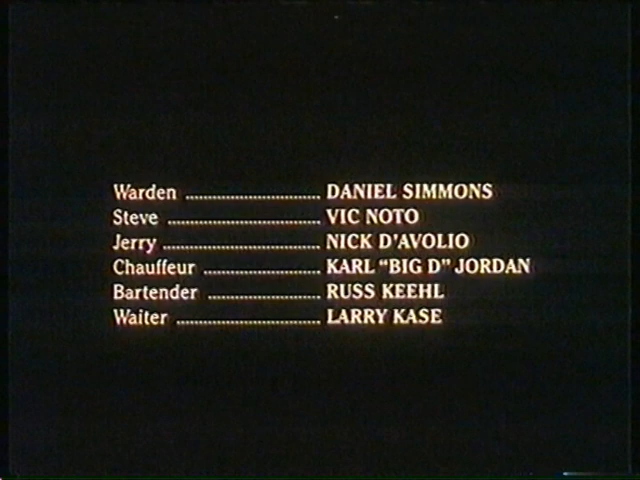 Warden ........................... DANIEL SIMMONS
Steve ............................... VIC NOTO
Jerry ................................ NICK D'AVOLIO
Chauffeur ........................ KARL “BIG D” JORDAN
Bartender ....................... RUSS KEEHL
Waiter ............................. LARRY KASE